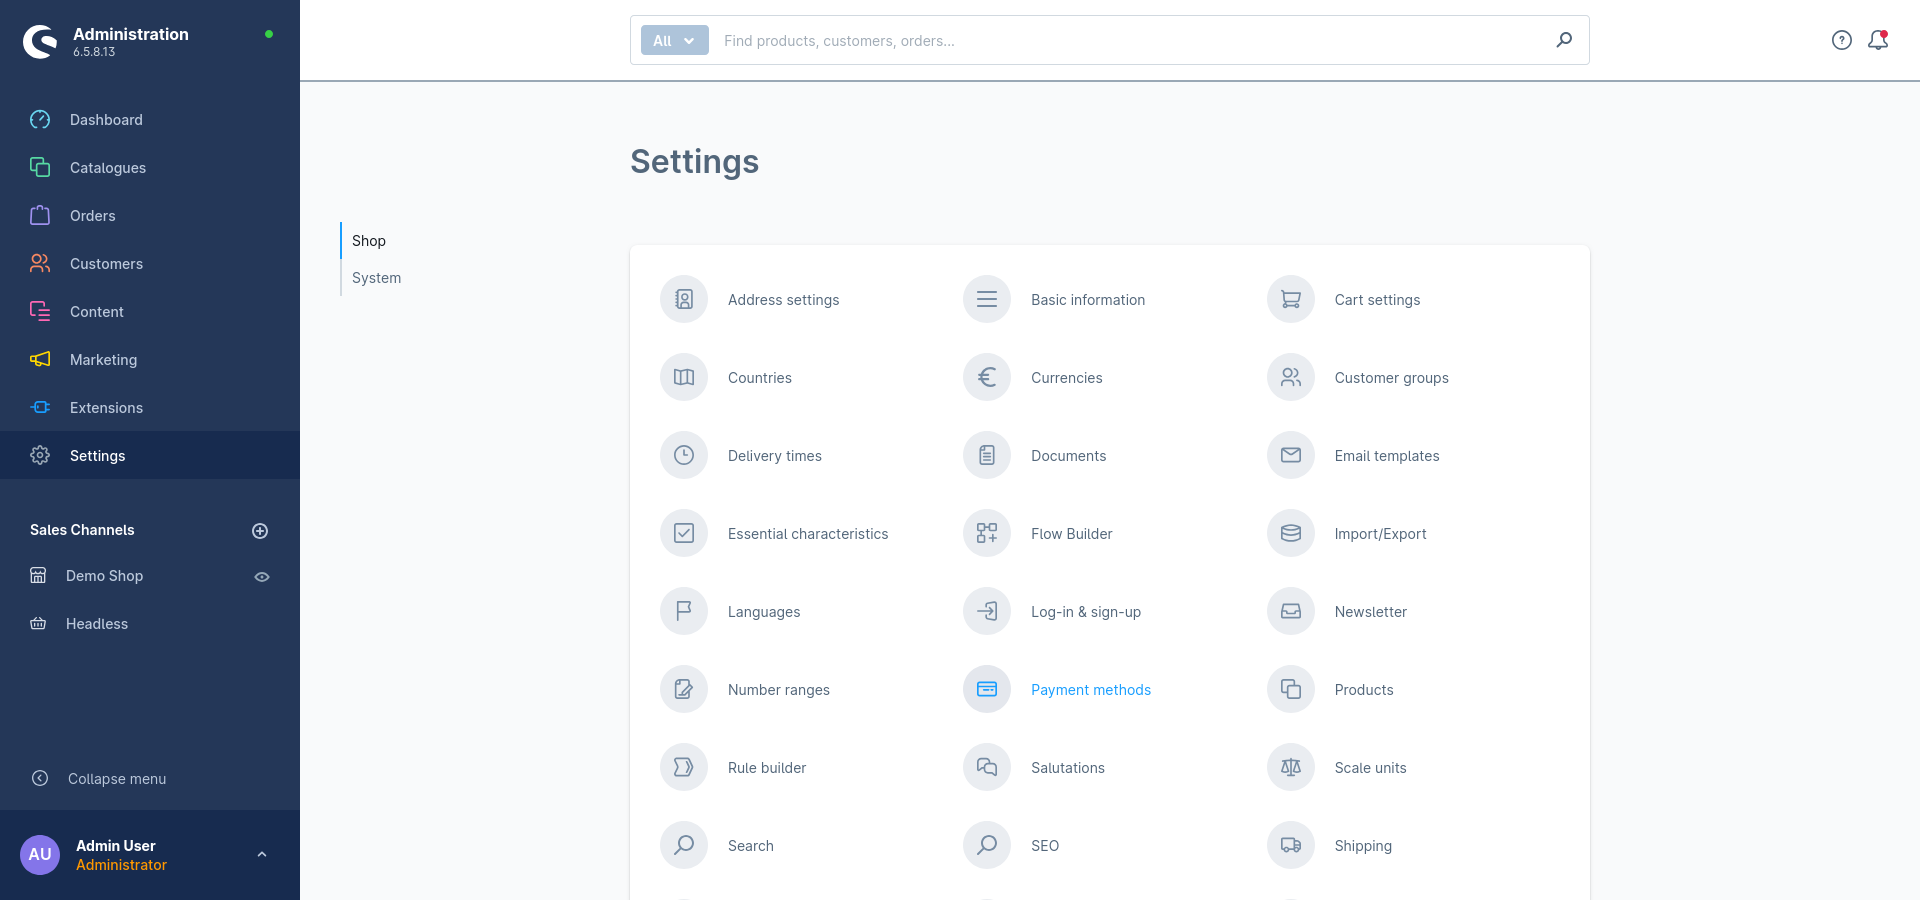 Administration
6.5.8.13
Dashboard
Catalogues
Orders
Customers
Content
Marketing
Extensions
Settings
Sales Channels
Demo Shop
Headless
Collapse menu
AU
Admin User
Administrator
All
Find products, customers, orders...
Settings
Shop
System
Address settings
Basic information
Cart settings
Countries
Currencies
Customer groups
Delivery times
Documents
Email templates
Essential characteristics
Flow Builder
Import/Export
Languages
Log-in & sign-up
Newsletter
Number ranges
Payment methods
Products
Rule builder
Salutations
Scale units
Search
SEO
Shipping